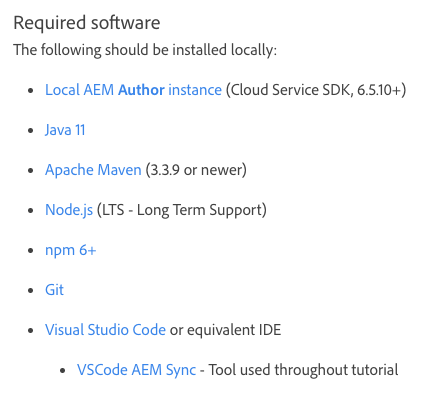 Required software
The following should be installed locally:
• Local AEM Author instance (Cloud Service SDK, 6.5.10+)
• Java 11
• Apache Maven (3.3.9 or newer)
• Node.js (LTS - Long Term Support)
• npm 6+
• Git
• Visual Studio Code or equivalent IDE
• VSCode AEM Sync - Tool used throughout tutorial